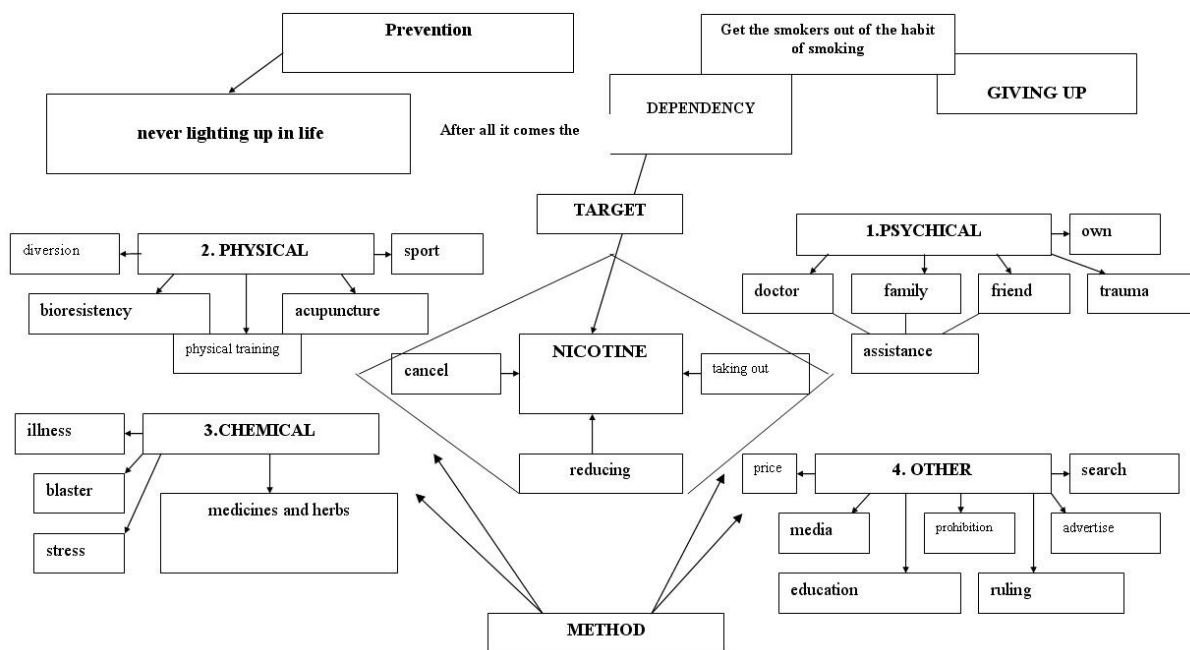 Prevention
Get the smokers out of the habit
of smoking
GIVING UP
DEPENDENCY
never lighting up in life
After all it comes the
TARGET
2. PHYSICAL
diversion
sport
bioresistency
acupuncture
physical training
1.PSYCHICAL
own
doctor
family
friend
trauma
assistance
NICOTINE
cancel
taking out
reducing
3.CHEMICAL
illness
blaster
stress
medicines and herbs
4. OTHER
price
search
media
prohibition
advertise
education
ruling
METHOD